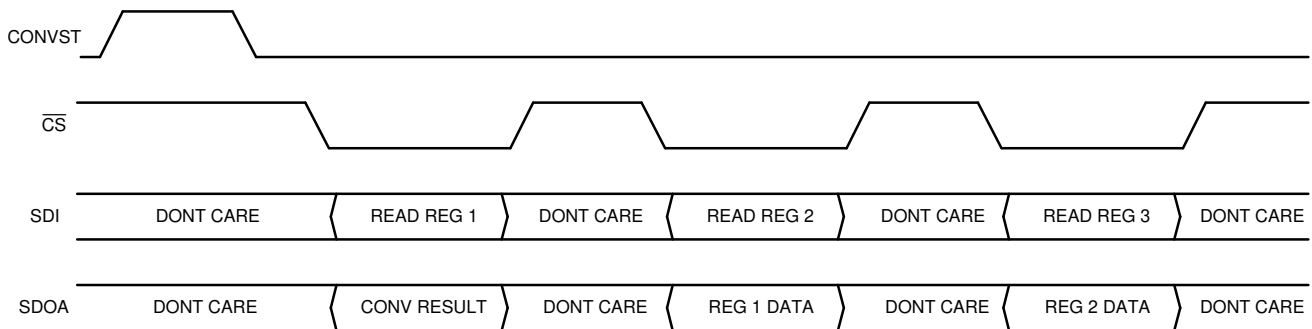 CONVST
CS
SDI DONT CARE READ REG 1 DONT CARE READ REG 2 DONT CARE READ REG 3 DONT CARE
SDOA DONT CARE CONV RESULT DONT CARE REG 1 DATA DONT CARE REG 2 DATA DONT CARE